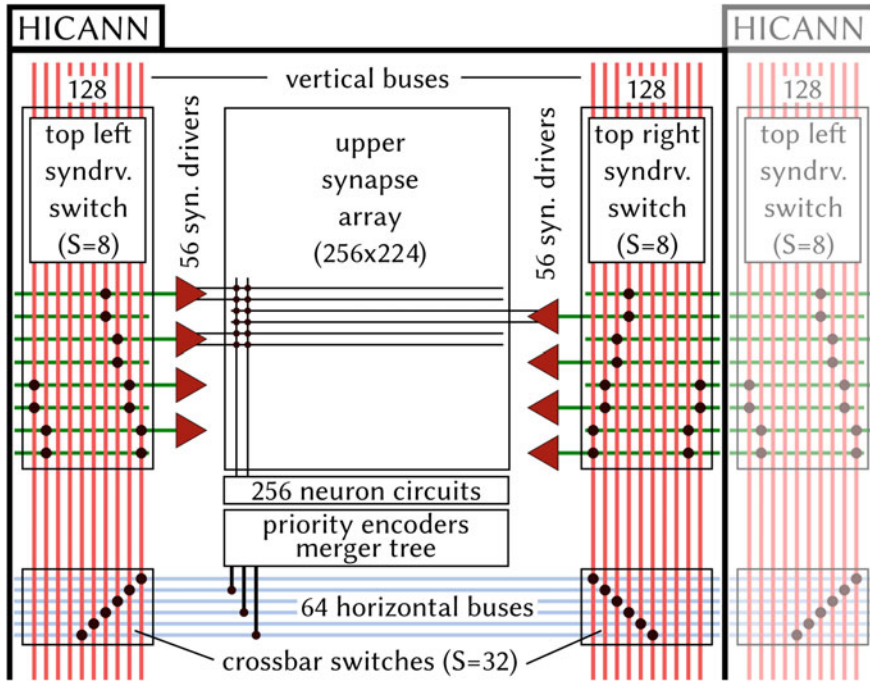 HICANN
HICANN
vertical buses
128
128
128
top left
syndrv.
switch
(S=8)
56 syn. drivers
upper
synapse
array
(256x224)
56 syn. drivers
top right
syndrv.
switch
(S=8)
top left
syndrv.
switch
(S=8)
256 neuron circuits
priority encoders
merger tree
64 horizontal buses
crossbar switches (S=32)